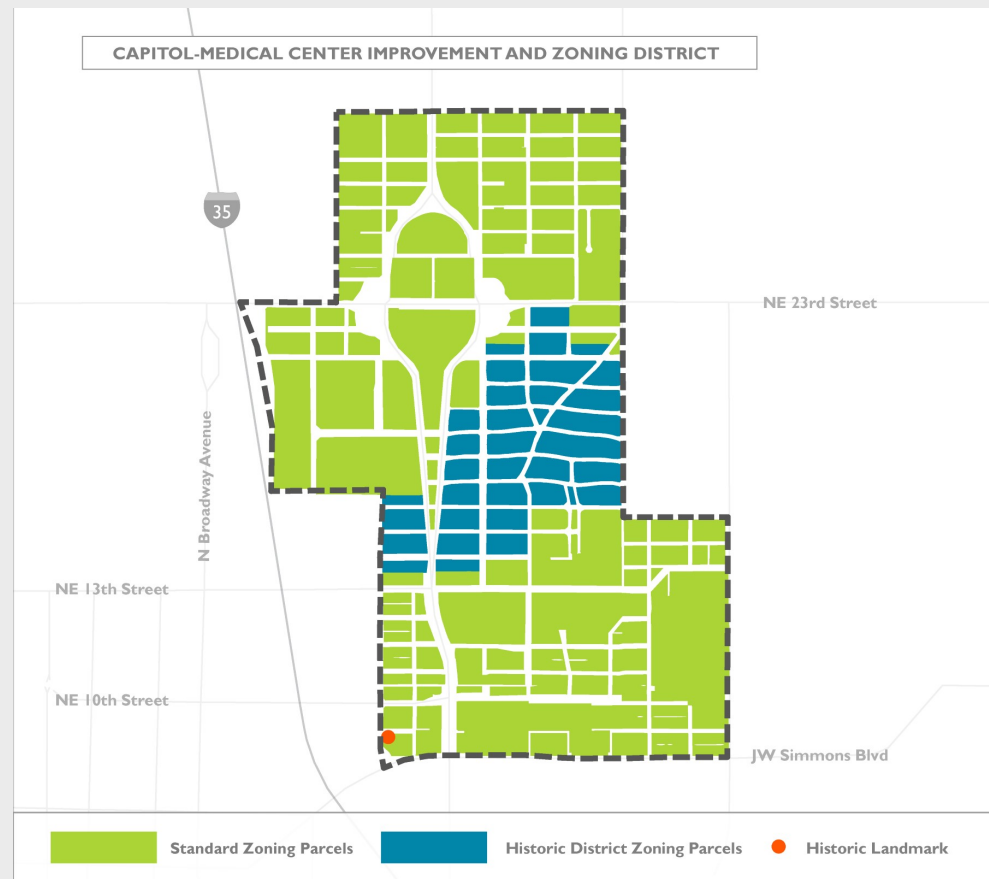 CAPITOL-MEDICAL CENTER IMPROVEMENT AND ZONING DISTRICT
35
NE 23rd Street
N Broadway Avenue
NE 13th Street
NE 10th Street
JW Simmons Blvd
Standard Zoning Parcels
Historic District Zoning Parcels
Historic Landmark